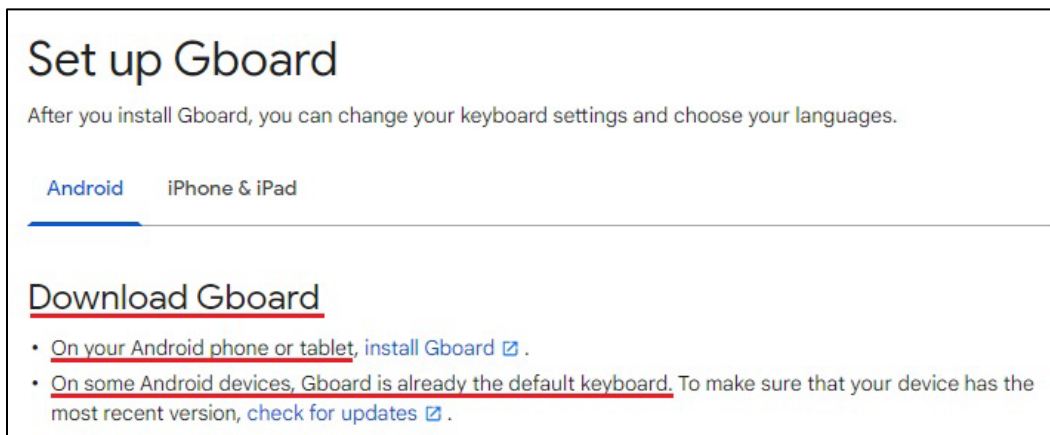 Set up Gboard
After you install Gboard, you can change your keyboard settings and choose your languages.
Android iPhone & iPad
Download Gboard
• On your Android phone or tablet, install Gboard.
• On some Android devices, Gboard is already the default keyboard. To make sure that your device has the
most recent version, check for updates.